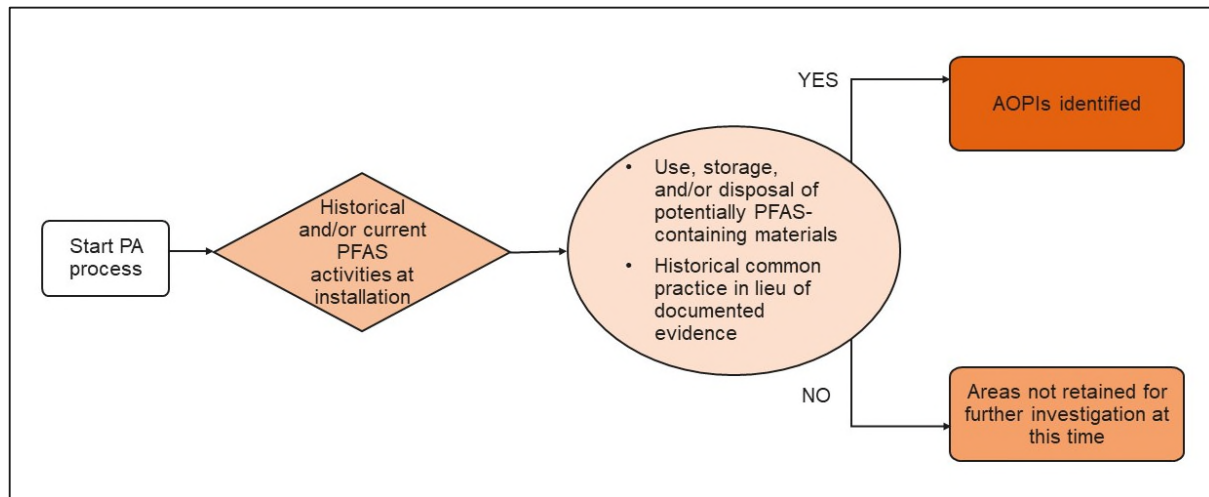 Start PA
process
Historical
and/or current
PFAS
activities at
installation
• Use, storage,
and/or disposal of
potentially PFAS-
containing materials
• Historical common
practice in lieu of
documented
evidence
YES
AOPIs identified
NO
Areas not retained for
further investigation at
this time